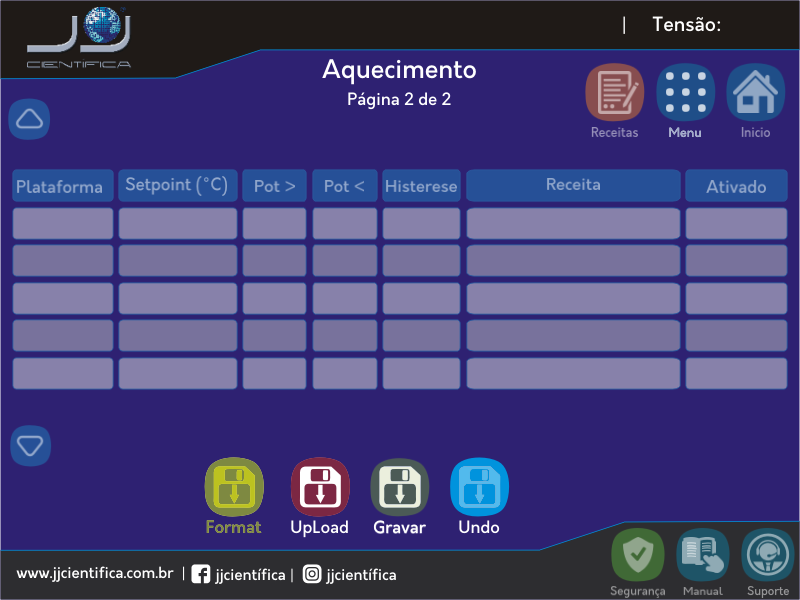 JJ
CIENTIFICA
| Tensão:
Aquecimento
Página 2 de 2
Receitas Menu Inicio
Plataforma Setpoint (°C) Pot > Pot < Histerese Receita Ativado
Format UpLoad Gravar Undo
www.jjcientifica.com.br | jjcientífica | jjcientífica
Segurança Manual Suporte